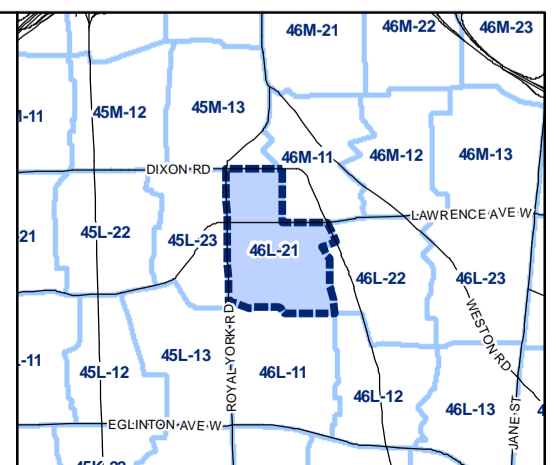 46M-21
46M-22
46M-23
45M-12
45M-13
46M-11
46M-12
46M-13
DIXON RD
LAWRENCE AVE W
21
45L-22
45L-23
46L-21
46L-22
46L-23
WESTON RD
ROYAL YORK RD
-11
45L-12
45L-13
46L-11
46L-12
46L-13
JANE ST
EGLINTON AVE W